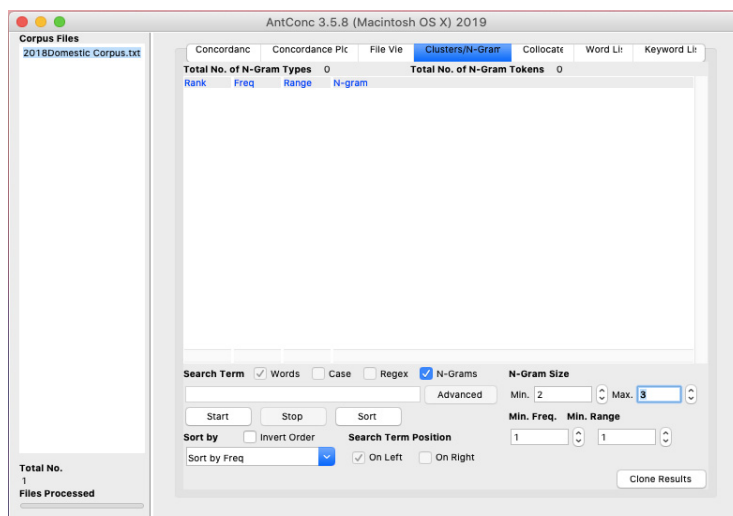 AntConc 3.5.8 (Macintosh OS X) 2019
Corpus Files
2018Domestic Corpus.txt
Concordanc Concordance Plc File Vie Clusters/N-Gram Collocate Word Li: Keyword Li:
Total No. of N-Gram Types 0 Total No. of N-Gram Tokens 0
Rank Freq Range N-gram
Search Term Words Case Regex N-Grams N-Gram Size
Advanced Min. 2 Max. 3
Start Stop Sort Min. Freq. Min. Range
Sort by Invert Order Search Term Position 1 1
Sort by Freq On Left On Right
Total No.
1
Files Processed
Clone Results